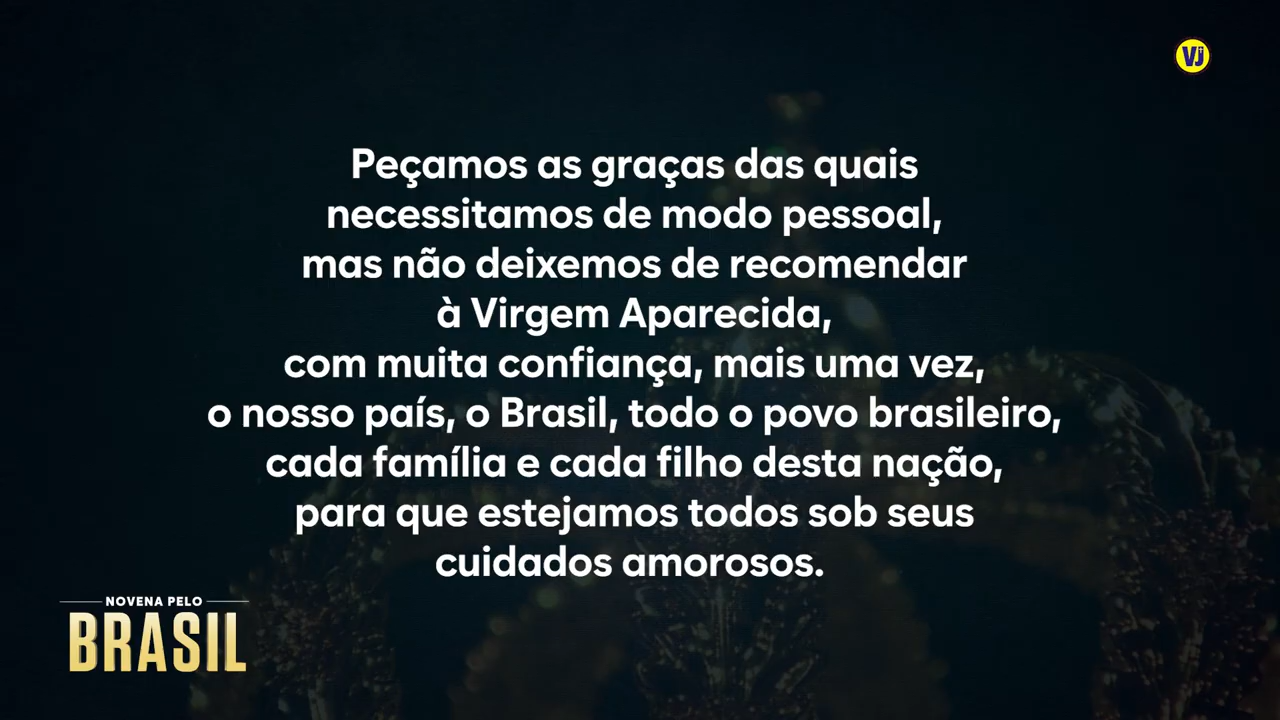 VJ
Peçamos as graças das quais
necessitamos de modo pessoal,
mas não deixemos de recomendar
à Virgem Aparecida,
com muita confiança, mais uma vez,
o nosso país, o Brasil, todo o povo brasileiro,
cada família e cada filho desta nação,
para que estejamos todos sob seus
cuidados amorosos.
NOVENA PELO
BRASIL